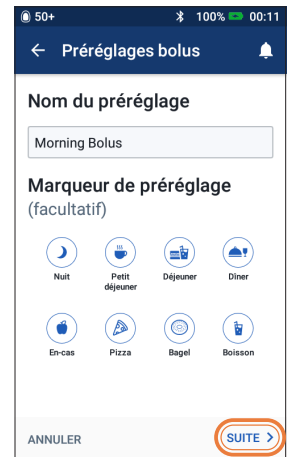 50+ 100% 00:11
Préréglages bolus
Nom du préréglage
Morning Bolus
Marqueur de préréglage
(facultatif)
Nuit Petit déjeuner Déjeuner Dîner
En-cas Pizza Bagel Boisson
ANNULER SUITE >